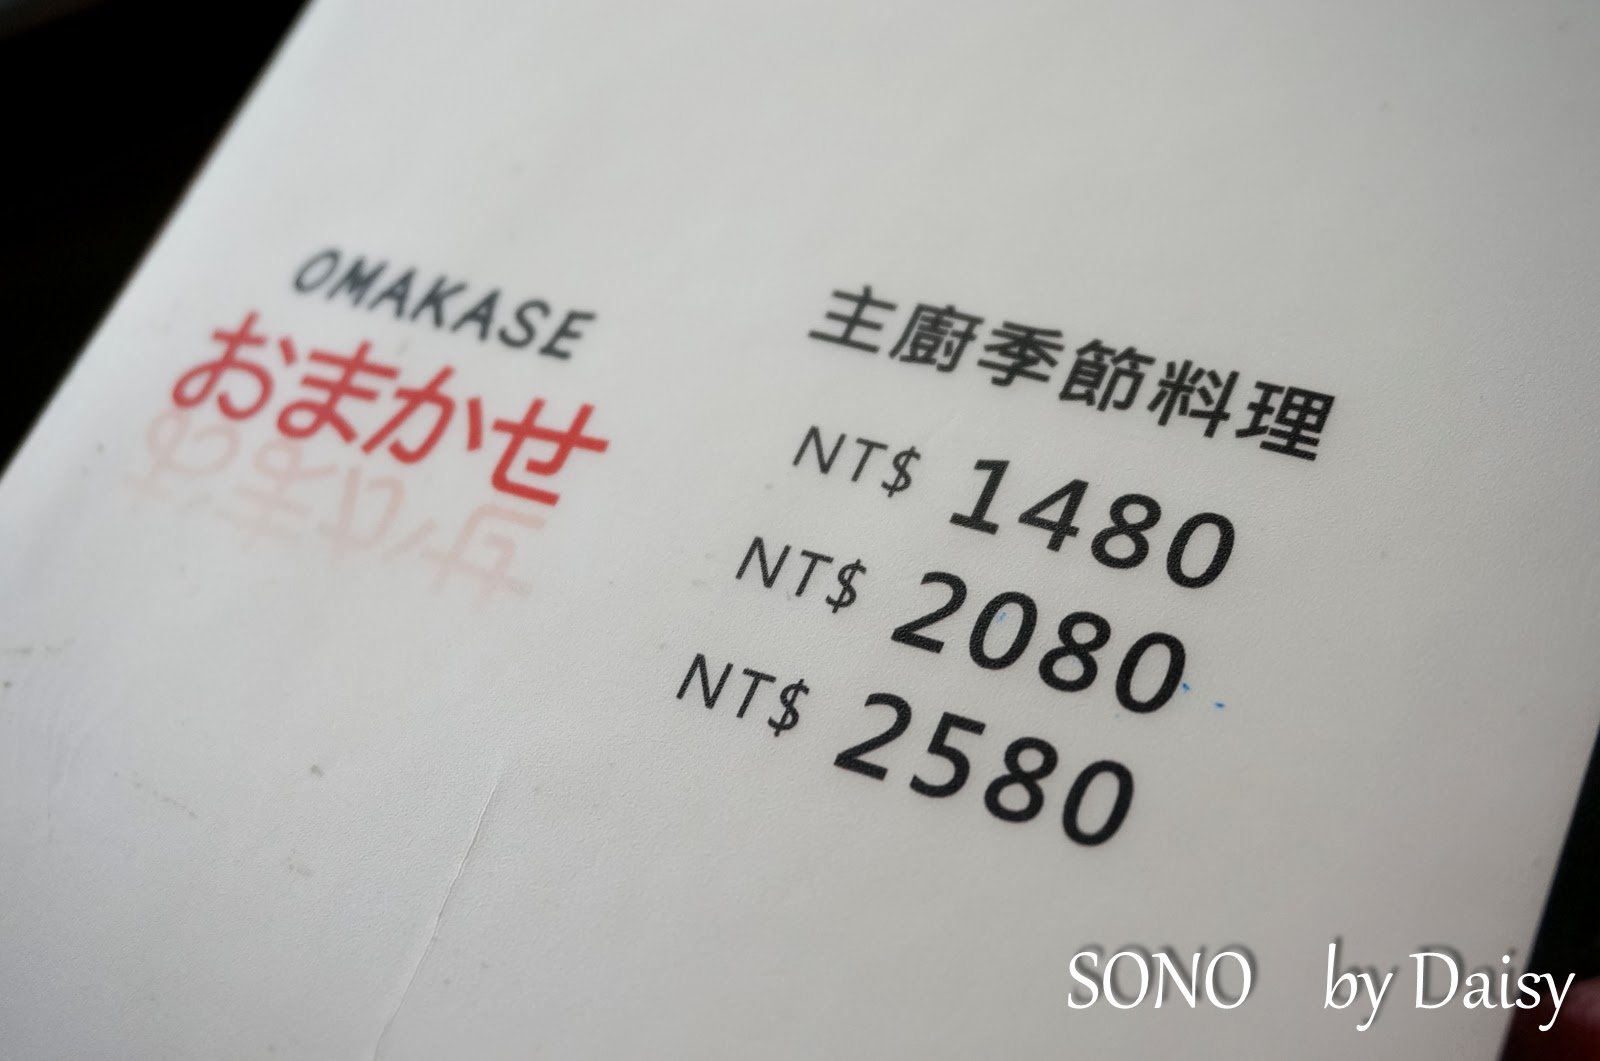 OMAKASE
おまかせ
主廚季節料理
NT$ 1480
NT$ 2080
NT$ 2580
SONO by Daisy